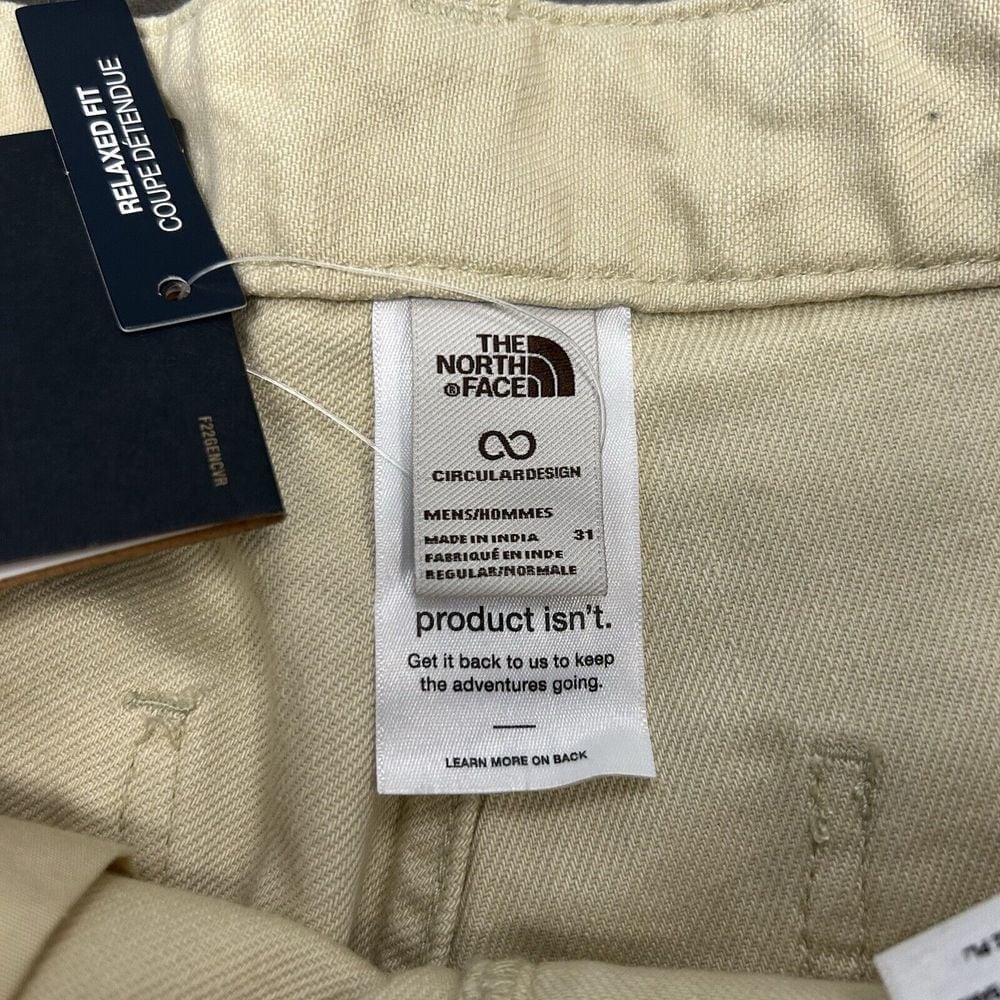 RELAXED FIT
COUPE DÉTENDUE
F22GENCVR
THE
NORTH
® FACE
CIRCULARDESIGN
MENS/HOMMES
MADE IN INDIA 31
FABRIQUÉ EN INDE
REGULAR/NORMALE
product isn't.
Get it back to us to keep
the adventures going.
LEARN MORE ON BACK